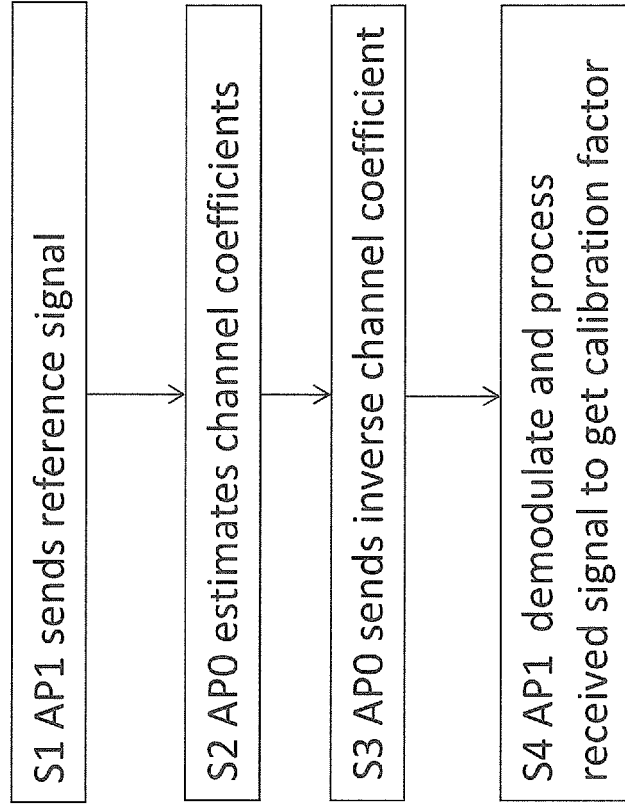 S1 AP1 sends reference signal
S2 AP0 estimates channel coefficients
S3 AP0 sends inverse channel coefficient
S4 AP1 demodulate and process
received signal to get calibration factor